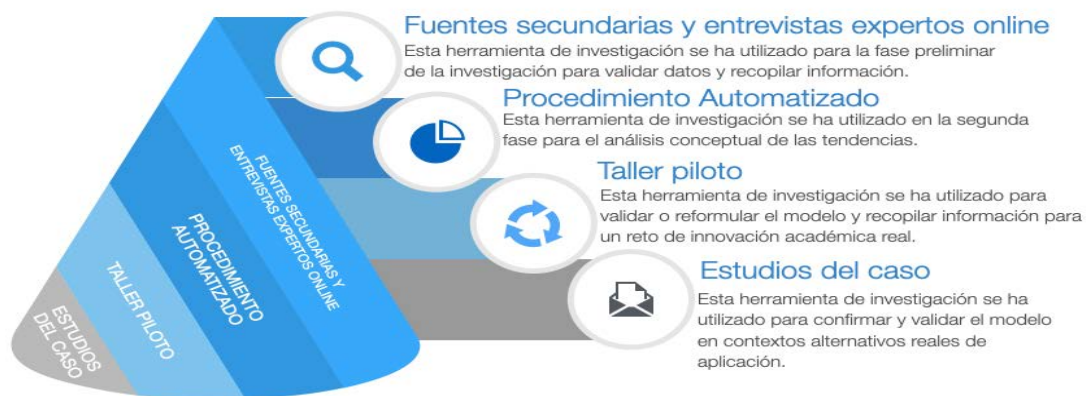 Fuentes secundarias y entrevistas expertos online
Esta herramienta de investigación se ha utilizado para la fase preliminar
de la investigación para validar datos y recopilar información.
Procedimiento Automatizado
Esta herramienta de investigación se ha utilizado en la segunda
fase para el análisis conceptual de las tendencias.
Taller piloto
Esta herramienta de investigación se ha utilizado para
validar o reformular el modelo y recopilar información para
un reto de innovación académica real.
Estudios del caso
Esta herramienta de investigación se ha
utilizado para confirmar y validar el modelo
en contextos alternativos reales de
aplicación.
FUENTES SECUNDARIAS Y
ENTREVISTAS EXPERTOS ONLINE
PROCEDIMIENTO
AUTOMATIZADO
TALLER PILOTO
ESTUDIOS
DEL CASO